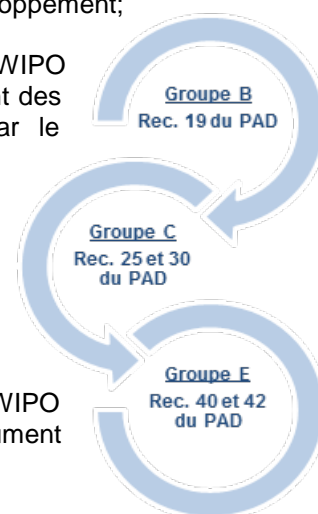 oppement;
WIPO
nt des
ar le
Groupe B
Rec. 19 du PAD
Groupe C
Rec. 25 et 30
du PAD
Groupe E
Rec. 40 et 42
du PAD
WIPO
ument